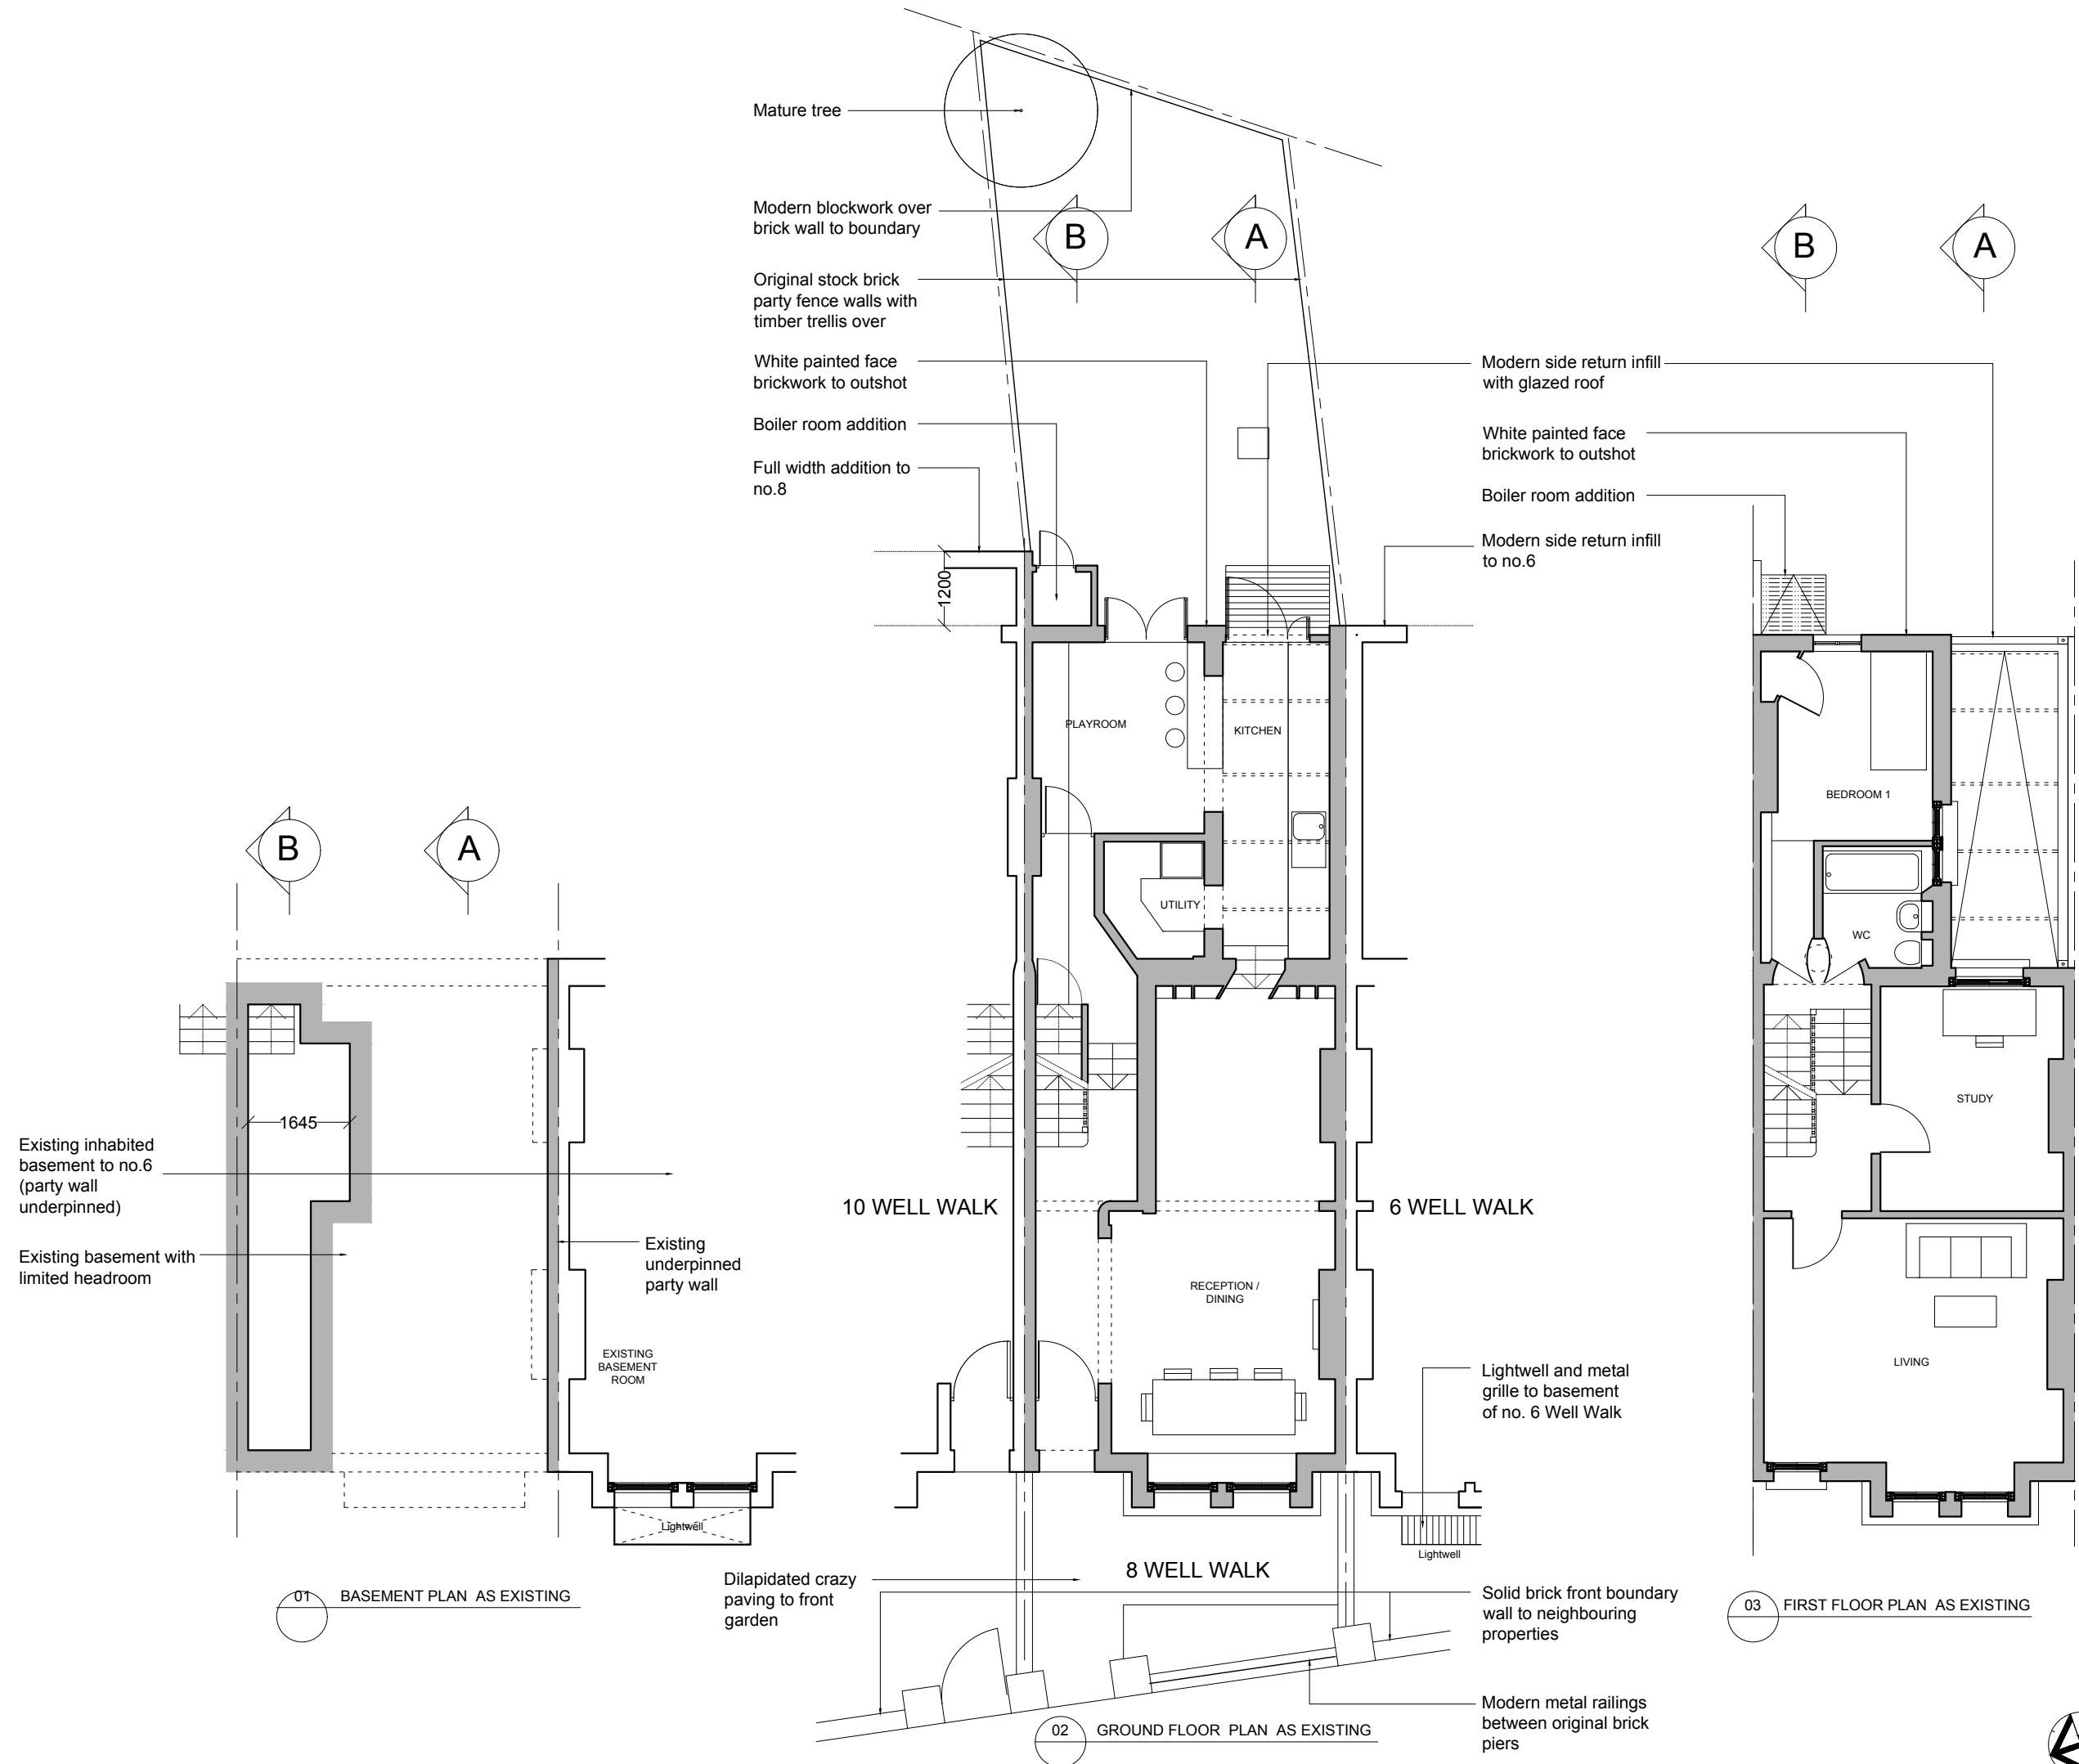 Mature tree
Modern blockwork over
brick wall to boundary
Original stock brick
party fence walls with
timber trellis over
White painted face
brickwork to outshot
Boiler room addition
Full width addition to
no.8
B
A
1200
Modern side return infill
with glazed roof
White painted face
brickwork to outshot
Boiler room addition
Modern side return infill
to no.6
B
A
PLAYROOM
KITCHEN
UTILITY
10 WELL WALK
6 WELL WALK
RECEPTION /
DINING
BEDROOM 1
WC
STUDY
LIVING
B
A
1645
Existing inhabited
basement to no.6
(party wall
underpinned)
Existing basement with
limited headroom
Existing
underpinned
party wall
EXISTING
BASEMENT
ROOM
Lightwell
Lightwell and metal
grille to basement
of no. 6 Well Walk
Lightwell
8 WELL WALK
Dilapidated crazy
paving to front
garden
Solid brick front boundary
wall to neighbouring
properties
Modern metal railings
between original brick
piers
01 BASEMENT PLAN AS EXISTING
02 GROUND FLOOR PLAN AS EXISTING
03 FIRST FLOOR PLAN AS EXISTING